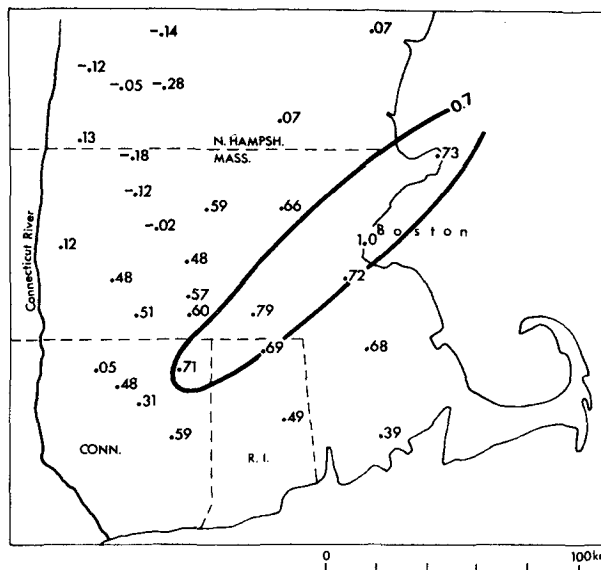 -.14 .07
-.12
-.05 -.28
.07 0.7
.13 N. HAMPSH.
-.18 MASS. .73
-.12
.59 .66
-.02 Boston
.12 1.0
.48
.48 .72
.57
.51 .60 .79
.69 .68
.05 .71
.48
.31
.49
.59 .39
CONN. R. I.
Connecticut River
0 100km